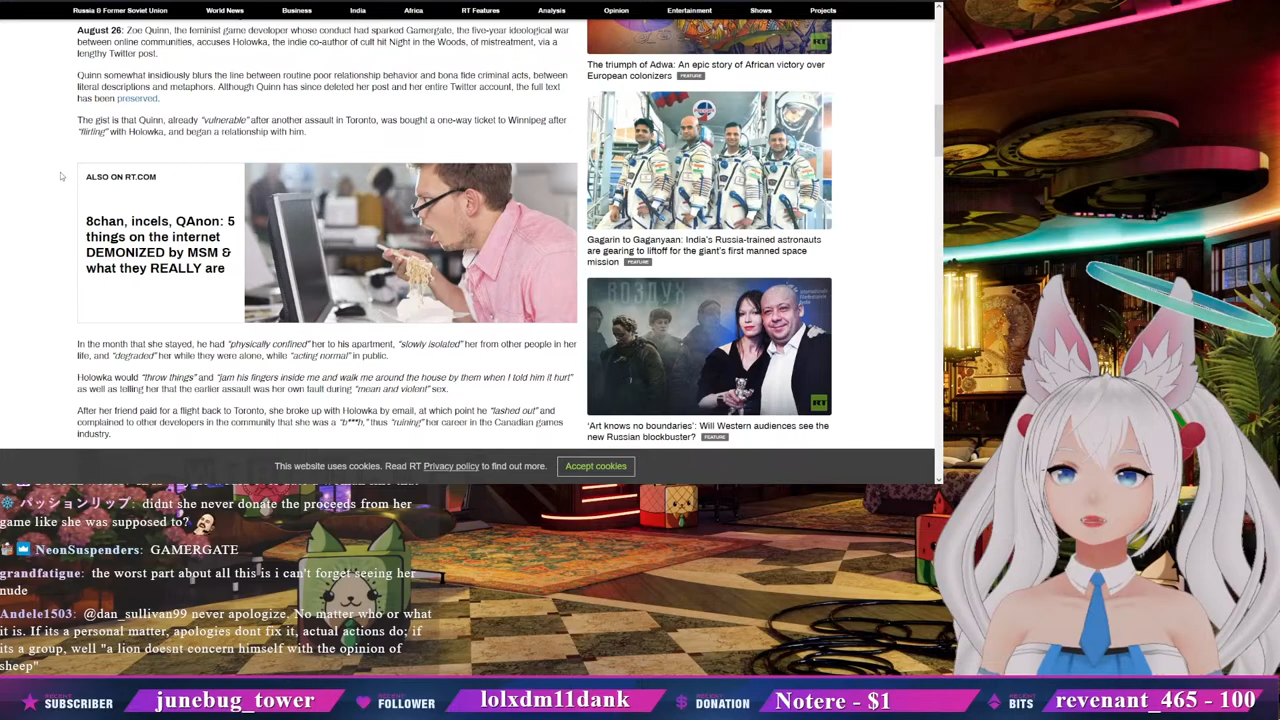 Russia & Former Soviet Union World News Business India Africa RT Features Analysis Opinion Entertainment Shows Projects
August 26: Zoe Quinn, the feminist game developer whose conduct had sparked Gamergate, the five-year ideological war
between online communities, accuses Holowka, the indie co-author of cult hit Night in the Woods, of mistreatment, via a
lengthy Twitter post.
Quinn somewhat insidiously blurs the line between routine poor relationship behavior and bona fide criminal acts, between
literal descriptions and metaphors. Although Quinn has since deleted her post and her entire Twitter account, the full text
has been preserved.
The gist is that Quinn, already "vulnerable" after another assault in Toronto, was bought a one-way ticket to Winnipeg after
"flirting" with Holowka, and began a relationship with him.
ALSO ON RT.COM
8chan, incels, QAnon: 5
things on the internet
DEMONIZED by MSM &
what they REALLY are
In the month that she stayed, he had "physically confined" her to his apartment, "slowly isolated" her from other people in her
life, and "degraded" her while they were alone, while "acting normal" in public.
Holowka would "throw things" and "jam his fingers inside me and walk me around the house by them when I told him it hurt"
as well as telling her that the earlier assault was her own fault during "mean and violent" sex.
After her friend paid for a flight back to Toronto, she broke up with Holowka by email, at which point he "lashed out" and
complained to other developers in the community that she was a "b***h," thus "ruining" her career in the Canadian games
industry.
The triumph of Adwa: An epic story of African victory over
European colonizers FEATURE
Gagarin to Gaganyaan: India's Russia-trained astronauts
are gearing to liftoff for the giant's first manned space
mission FEATURE
ВОЗДУХ
RT
'Art knows no boundaries': Will Western audiences see the
new Russian blockbuster? FEATURE
This website uses cookies. Read RT Privacy policy to find out more. Accept cookies
パッションリップ: didnt she never donate the proceeds from her
game like she was supposed to?
NeonSuspenders: GAMERGATE
grandfatigue: the worst part about all this is i can't forget seeing her
nude
Andele1503: @dan_sullivan99 never apologize. No matter who or what
it is. If its a personal matter, apologies dont fix it, actual actions do; if
its a group, well "a lion doesnt concern himself with the opinion of
sheep"
RECENT SUBSCRIBER junebug_tower RECENT FOLLOWER lolxdm11dank RECENT DONATION Notere - $1 RECENT BITS revenant_465 - 100